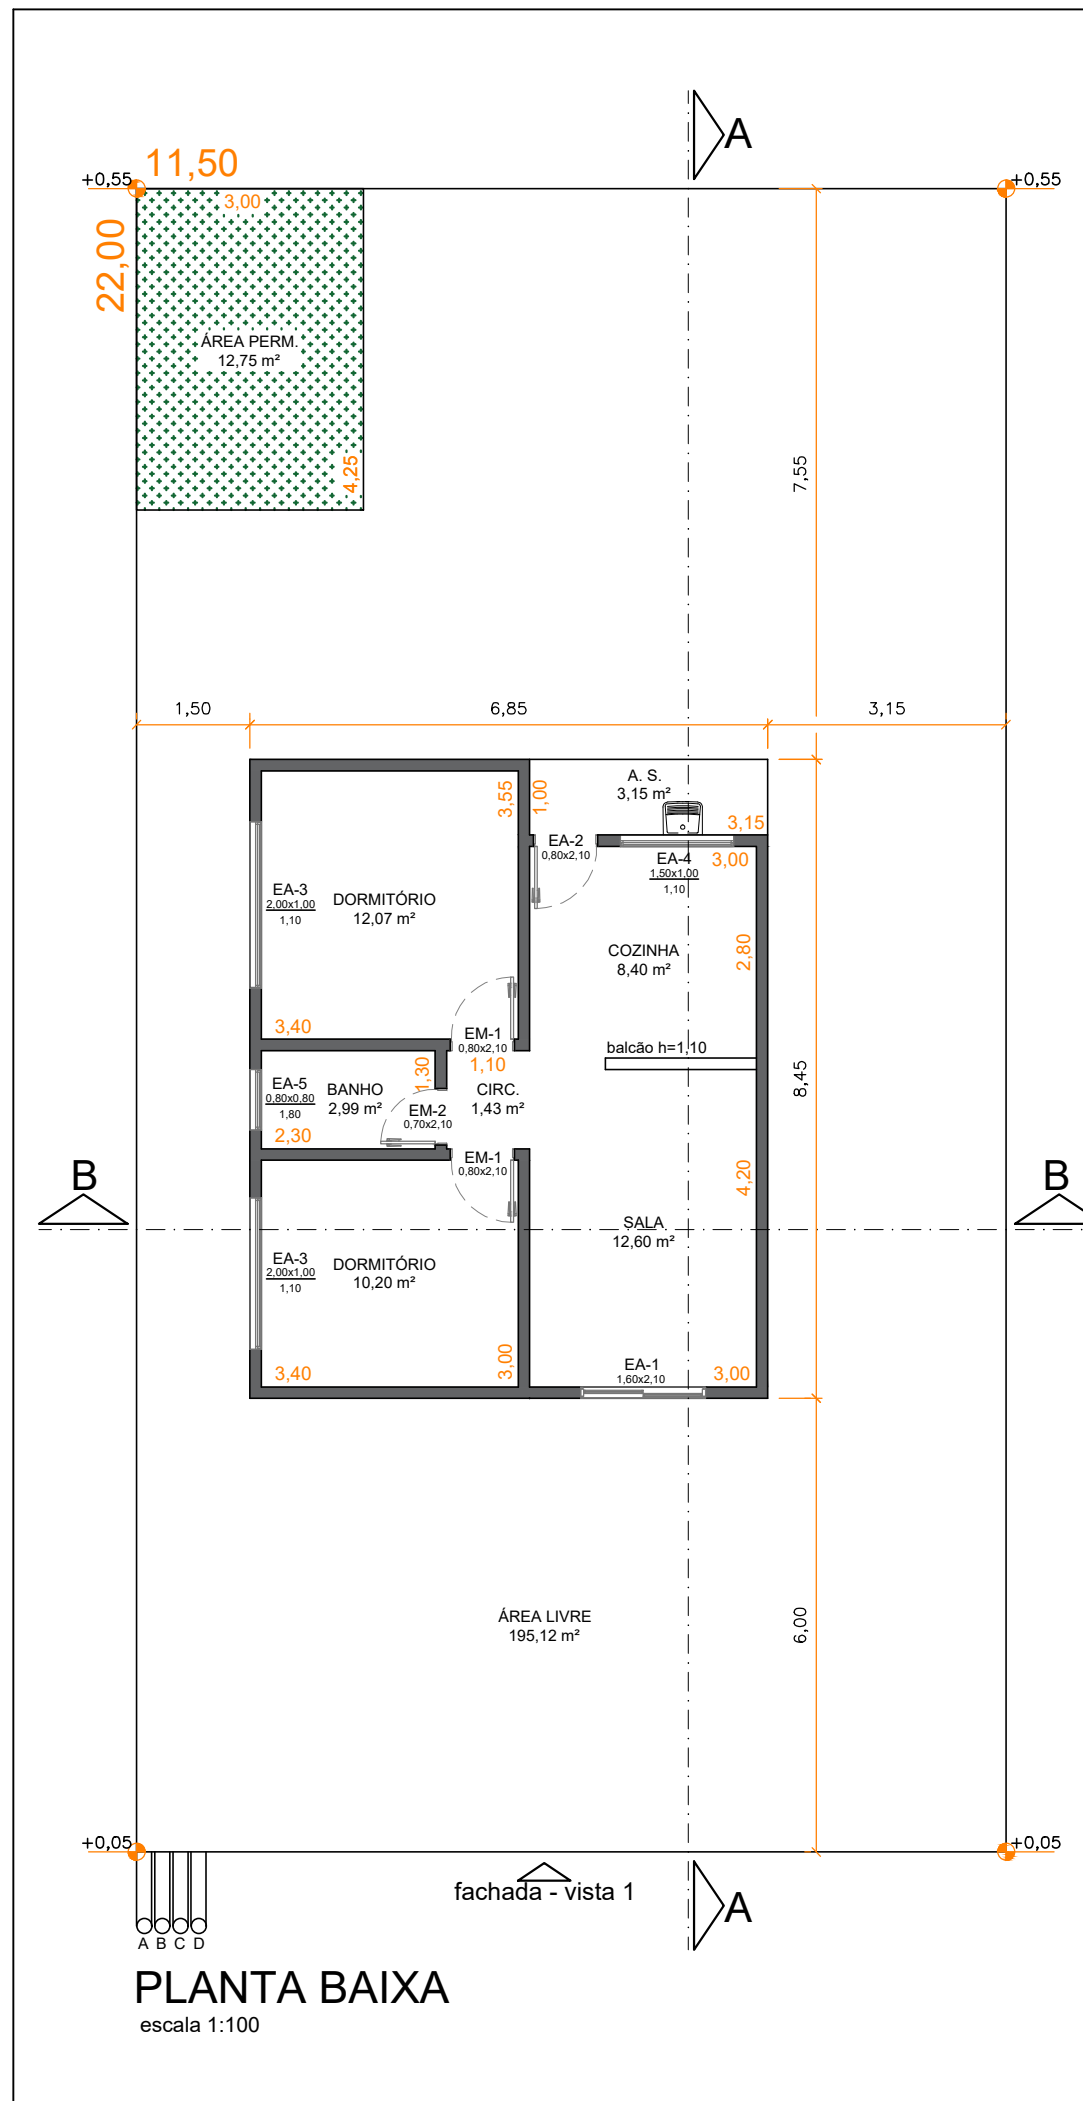 A
11,50
+0,55
+0,55
3,00
22,00
ÁREA PERM.
12,75 m²
4,25
7,55
1,50
6,85
3,15
A. S.
3,15 m²
3,55
1,00
3,15
EA-2
0,80x2,10
EA-4
1,50x1,00
1,10
3,00
EA-3
2,00x1,00
1,10
DORMITÓRIO
12,07 m²
COZINHA
8,40 m²
2,80
3,40
EM-1
0,80x2,10
1,10
balcão h=1,10
8,45
EA-5
0,80x0,80
1,80
BANHO
2,99 m²
1,30
CIRC.
1,43 m²
EM-2
0,70x2,10
2,30
EM-1
0,80x2,10
4,20
B
B
SALA
12,60 m²
EA-3
2,00x1,00
1,10
DORMITÓRIO
10,20 m²
3,40
3,00
EA-1
1,60x2,10
3,00
ÁREA LIVRE
195,12 m²
6,00
+0,05
+0,05
fachada - vista 1
A
A B C D
PLANTA BAIXA
escala 1:100